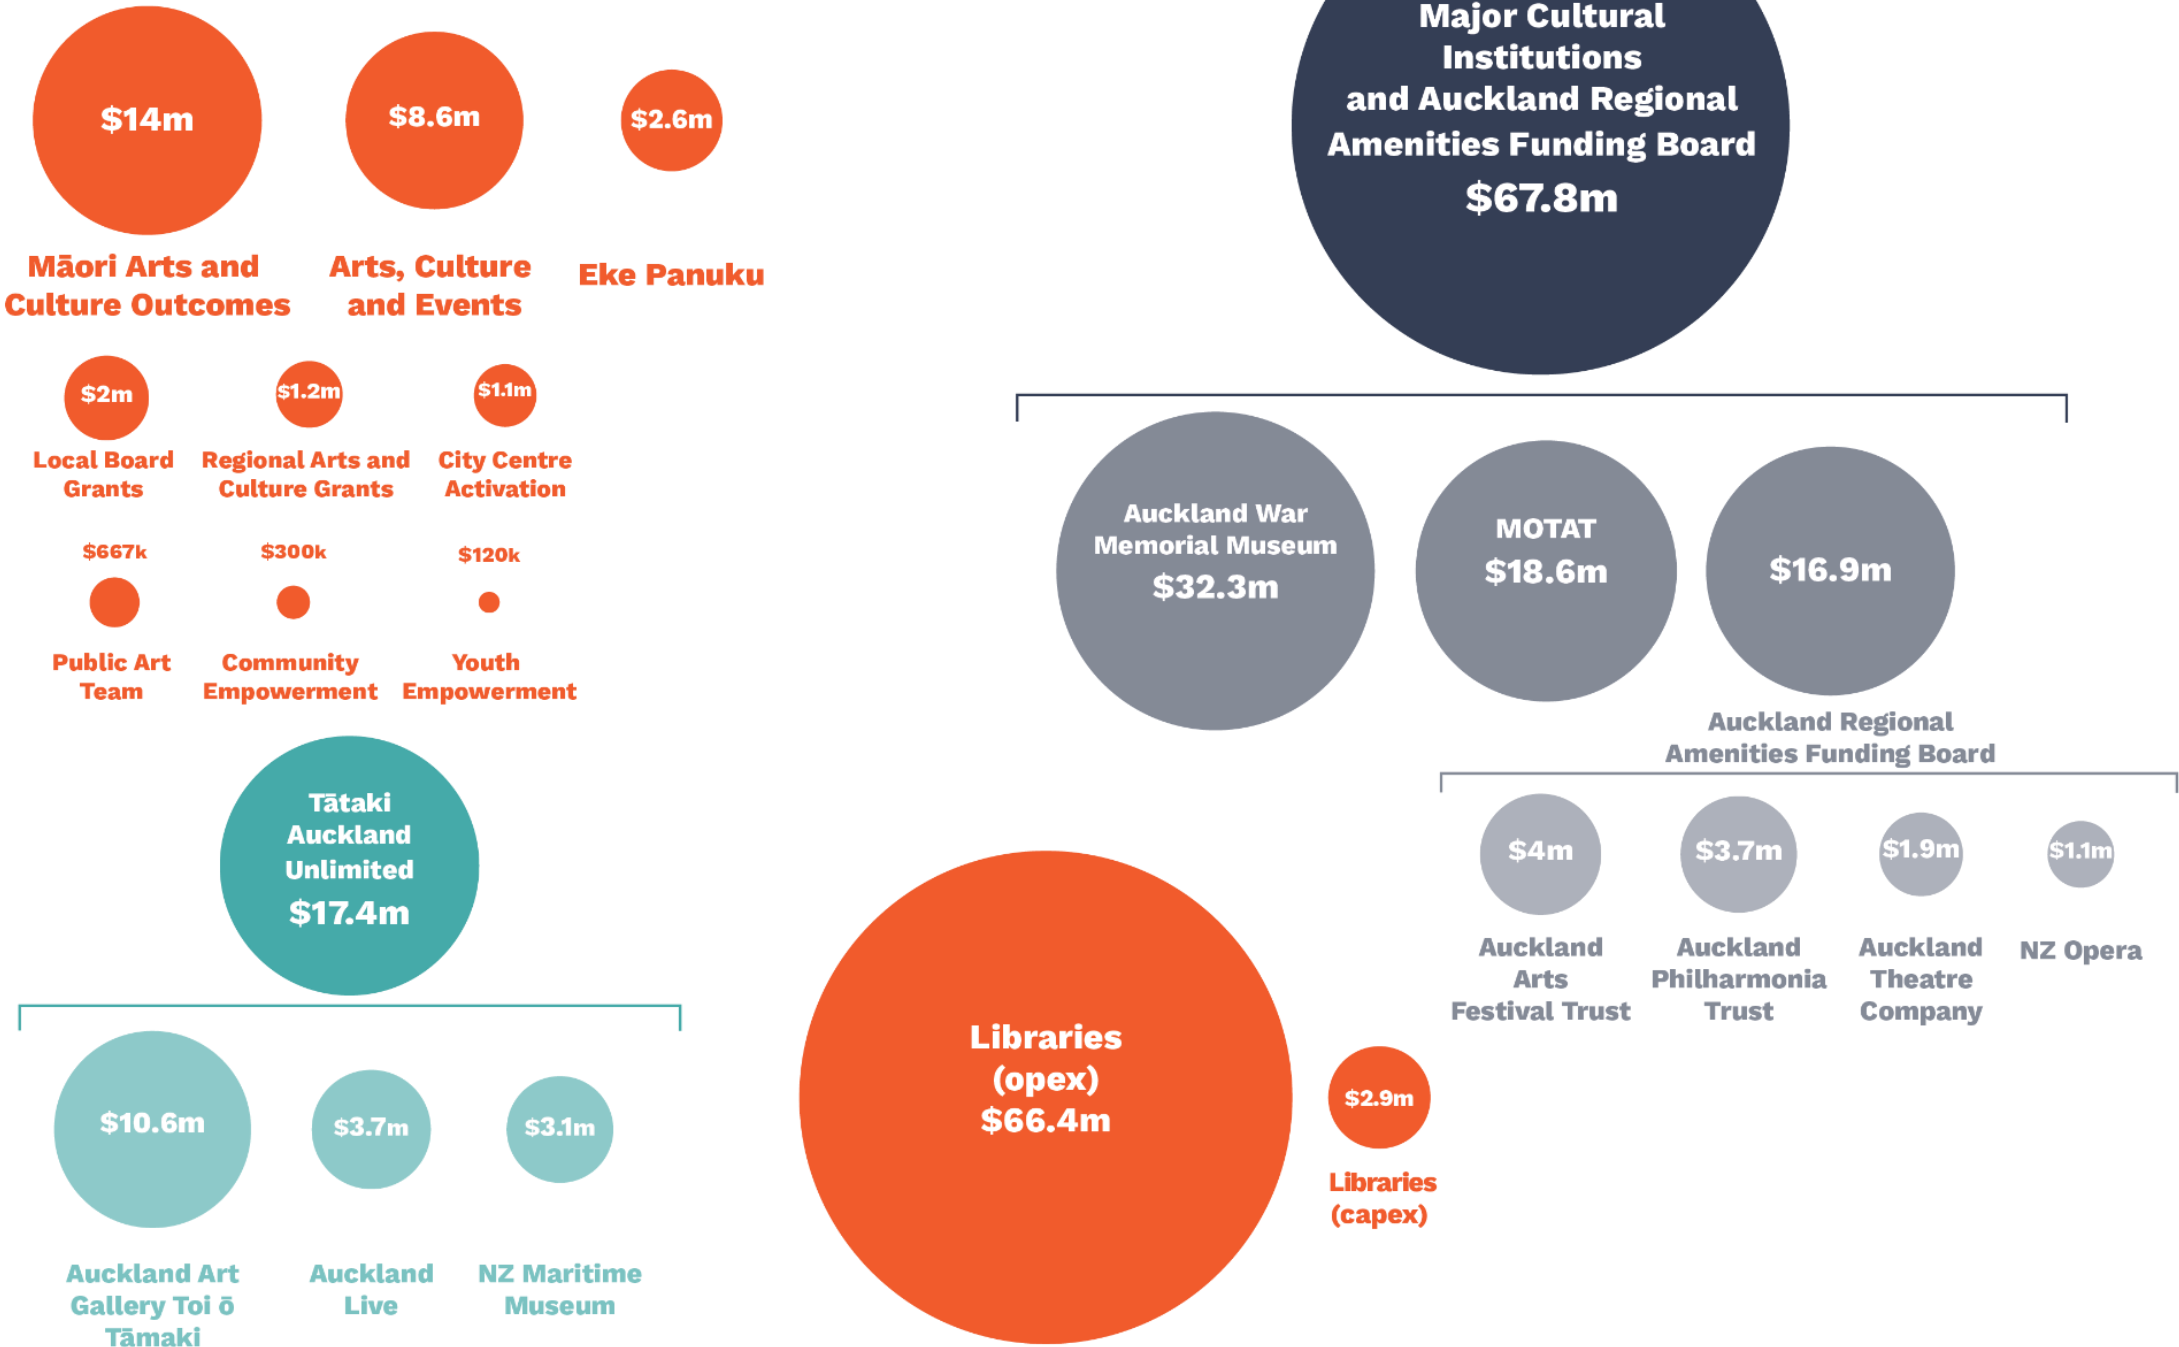 $14m
$8.6m
$2.6m
Māori Arts and
Culture Outcomes
Arts, Culture
and Events
Eke Panuku
$2m
$1.2m
$1.1m
Local Board
Grants
Regional Arts and
Culture Grants
City Centre
Activation
$667k
$300k
$120k
Public Art
Team
Community
Empowerment
Youth
Empowerment
Tātaki
Auckland
Unlimited
$17.4m
$10.6m
$3.7m
$3.1m
Auckland Art
Gallery Toi ō
Tāmaki
Auckland
Live
NZ Maritime
Museum
Major Cultural
Institutions
and Auckland Regional
Amenities Funding Board
$67.8m
Auckland War
Memorial Museum
$32.3m
MOTAT
$18.6m
$16.9m
Auckland Regional
Amenities Funding Board
$4m
$3.7m
$1.9m
$1.1m
Auckland
Arts
Festival Trust
Auckland
Philharmonia
Trust
Auckland
Theatre
Company
NZ Opera
Libraries
(opex)
$66.4m
$2.9m
Libraries
(capex)